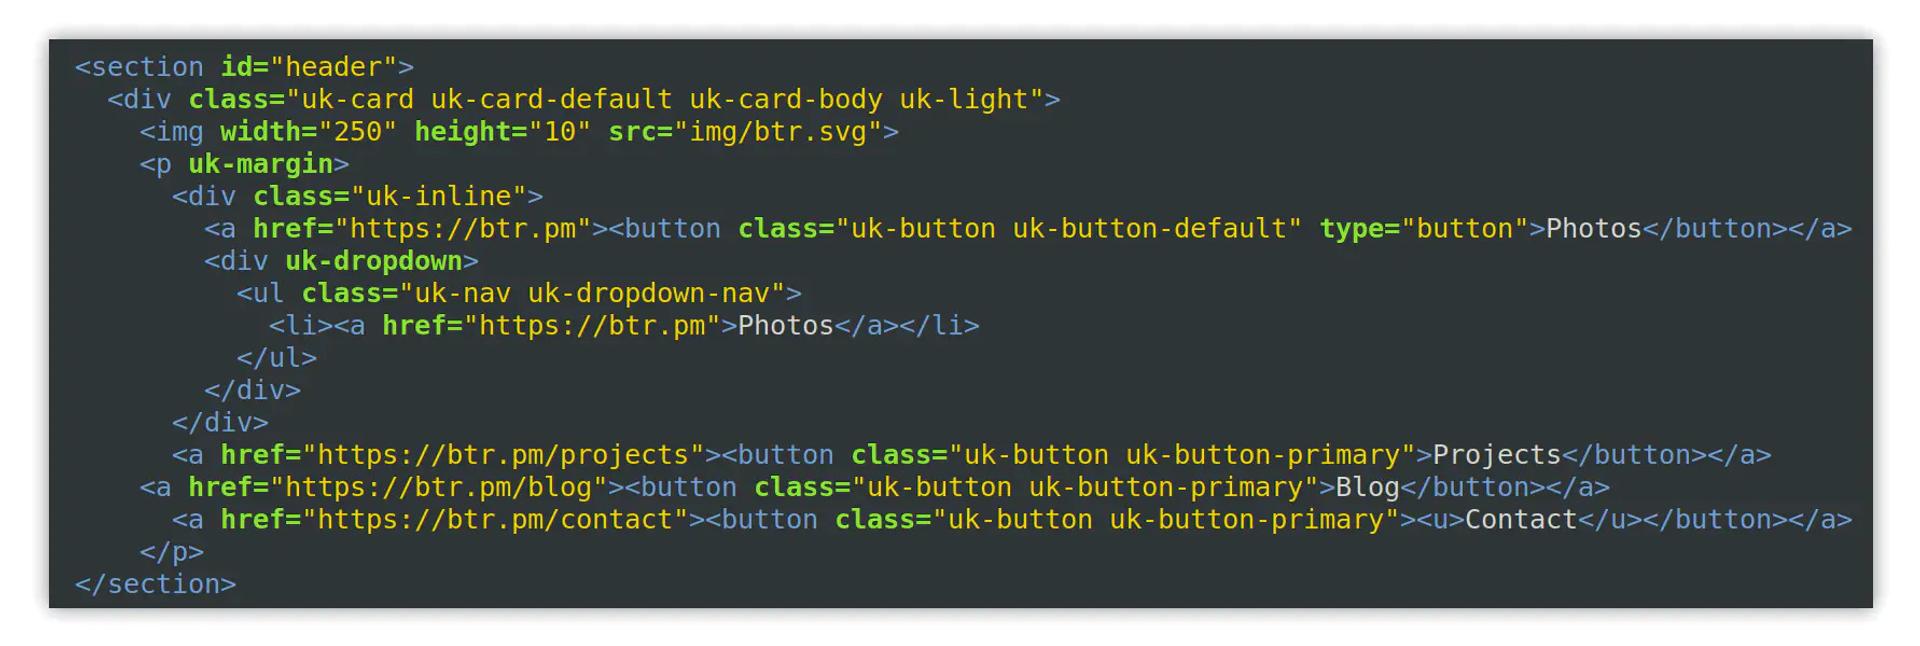 <section id="header">
  <div class="uk-card uk-card-default uk-card-body uk-light">
    <img width="250" height="10" src="img/btr.svg">
    <p uk-margin>
      <div class="uk-inline">
        <a href="https://btr.pm"><button class="uk-button uk-button-default" type="button">Photos</button></a>
        <div uk-dropdown>
          <ul class="uk-nav uk-dropdown-nav">
            <li><a href="https://btr.pm">Photos</a></li>
          </ul>
        </div>
      </div>
      <a href="https://btr.pm/projects"><button class="uk-button uk-button-primary">Projects</button></a>
    <a href="https://btr.pm/blog"><button class="uk-button uk-button-primary">Blog</button></a>
      <a href="https://btr.pm/contact"><button class="uk-button uk-button-primary"><u>Contact</u></button></a>
    </p>
</section>